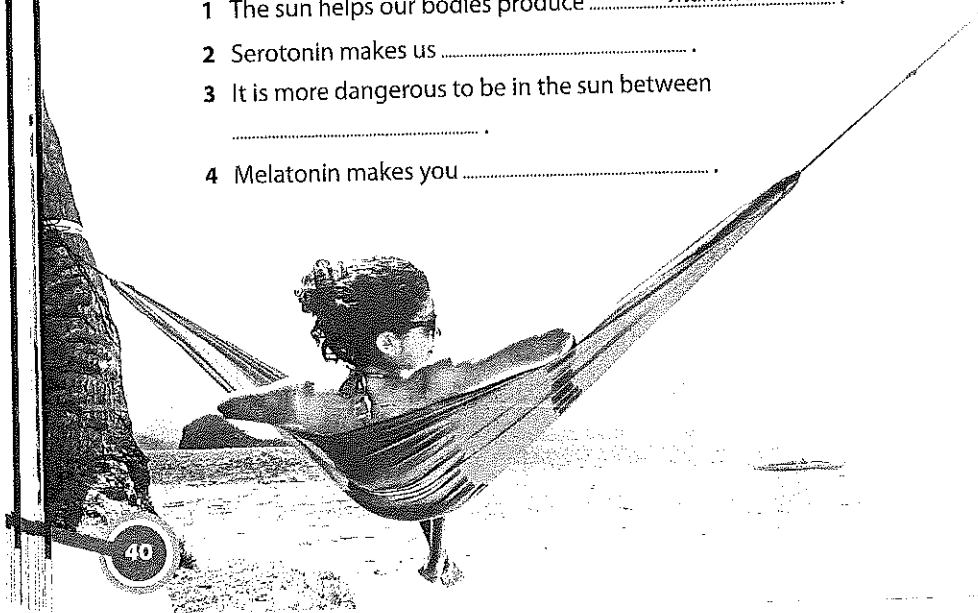 1 The sun helps our bodies produce ........................ .
2 Serotonin makes us ........................ .
3 It is more dangerous to be in the sun between
........................ .
4 Melatonin makes you ........................ .
40